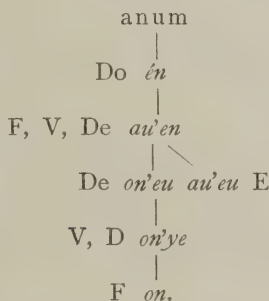 anum
Do én
F, V, De au'en
De on'eu au'eu E
V, D on'ye
F on.